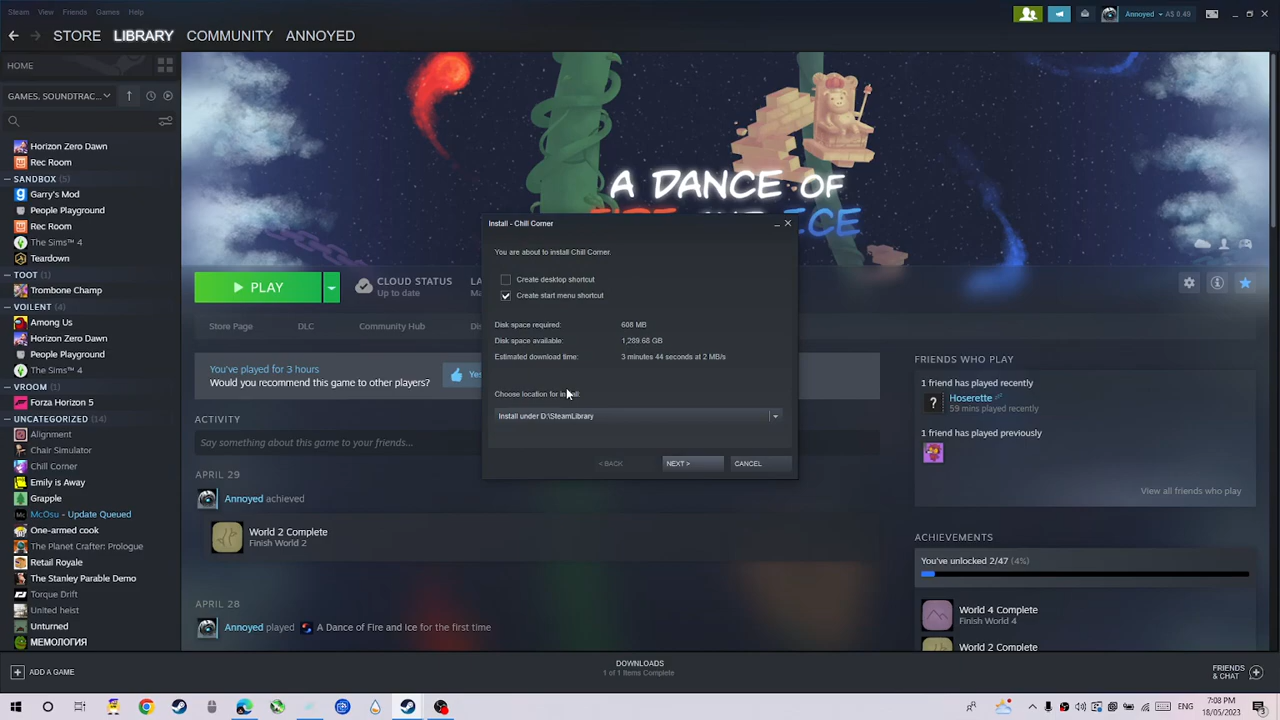 Steam View Friends Games Help
Annoyed A$ 0.49
STORE LIBRARY COMMUNITY ANNOYED
HOME
GAMES, SOUNDTRAC...
Horizon Zero Dawn
Rec Room
SANDBOX (5)
Garry's Mod
People Playground
Rec Room
The Sims™ 4
Teardown
TOOT (1)
Trombone Champ
VOILENT (4)
Among Us
Horizon Zero Dawn
People Playground
The Sims™ 4
VROOM (1)
Forza Horizon 5
UNCATEGORIZED (14)
Alignment
Chair Simulator
Chill Corner
Emily is Away
Grapple
McOsu - Update Queued
One-armed cook
The Planet Crafter: Prologue
Retail Royale
The Stanley Parable Demo
Torque Drift
United heist
Unturned
МЕМОЛОГИЯ
ADD A GAME
A DANCE OF
ICE
PLAY
CLOUD STATUS
Up to date
Store Page DLC Community Hub
You've played for 3 hours
Would you recommend this game to other players?
ACTIVITY
Say something about this game to your friends...
APRIL 29
Annoyed achieved
World 2 Complete
Finish World 2
APRIL 28
Annoyed played A Dance of Fire and Ice for the first time
Install - Chill Corner
You are about to install Chill Corner.
Create desktop shortcut
Create start menu shortcut
Disk space required: 608 MB
Disk space available: 1,289.68 GB
Estimated download time: 3 minutes 44 seconds at 2 MB/s
Choose location for install:
Install under D:\SteamLibrary
< BACK NEXT > CANCEL
FRIENDS WHO PLAY
1 friend has played recently
Hoserette
59 mins played recently
1 friend has played previously
View all friends who play
ACHIEVEMENTS
You've unlocked 2/47 (4%)
World 4 Complete
Finish World 4
World 2 Complete
DOWNLOADS
1 of 1 Items Complete
FRIENDS
& CHAT
ENG
7:08 PM
18/05/2023